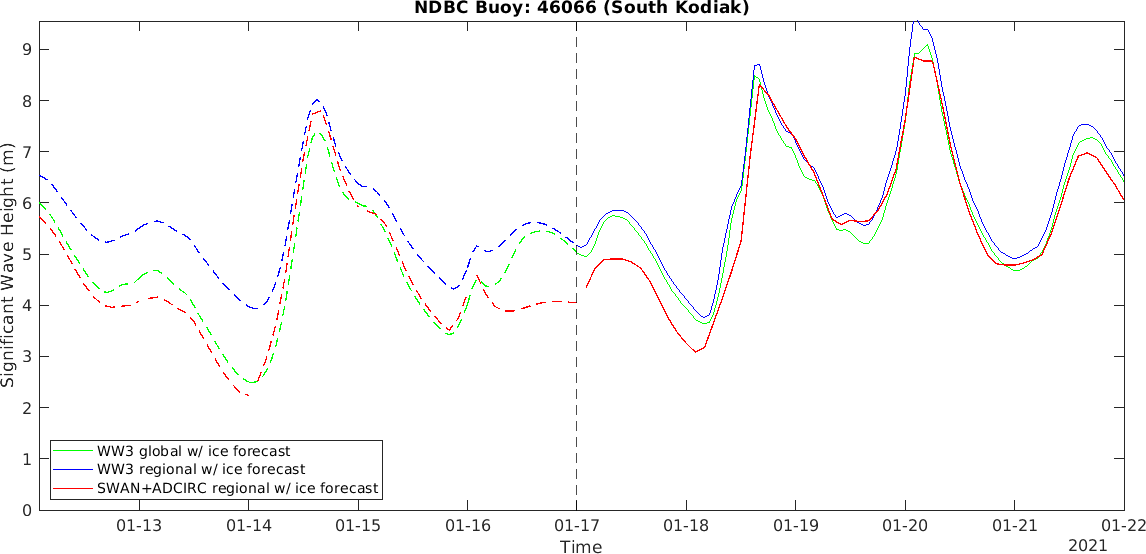 NDBC Buoy: 46066 (South Kodiak)
Significant Wave Height (m)
9
8
7
6
5
4
3
2
1
0
WW3 global w/ ice forecast
WW3 regional w/ ice forecast
SWAN+ADCIRC regional w/ ice forecast
01-13 01-14 01-15 01-16 01-17 01-18 01-19 01-20 01-21 01-22
Time
2021